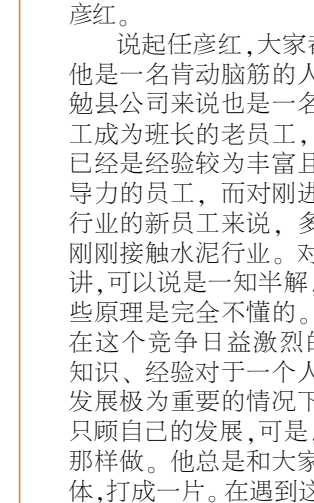 彦红。
说起任彦红,大家
他是一名肯动脑筋的人
勉县公司来说也是一名
工成为班长的老员工,
已经是经验较为丰富且
导力的员工，而对刚进
行业的新员工来说，多
刚刚接触水泥行业。对
讲,可以说是一知半解,
些原理是完全不懂的。
在这个竞争日益激烈的
知识、经验对于一个人
发展极为重要的情况下
只顾自己的发展,可是,
那样做。他总是和大家
体,打成一片。在遇到这